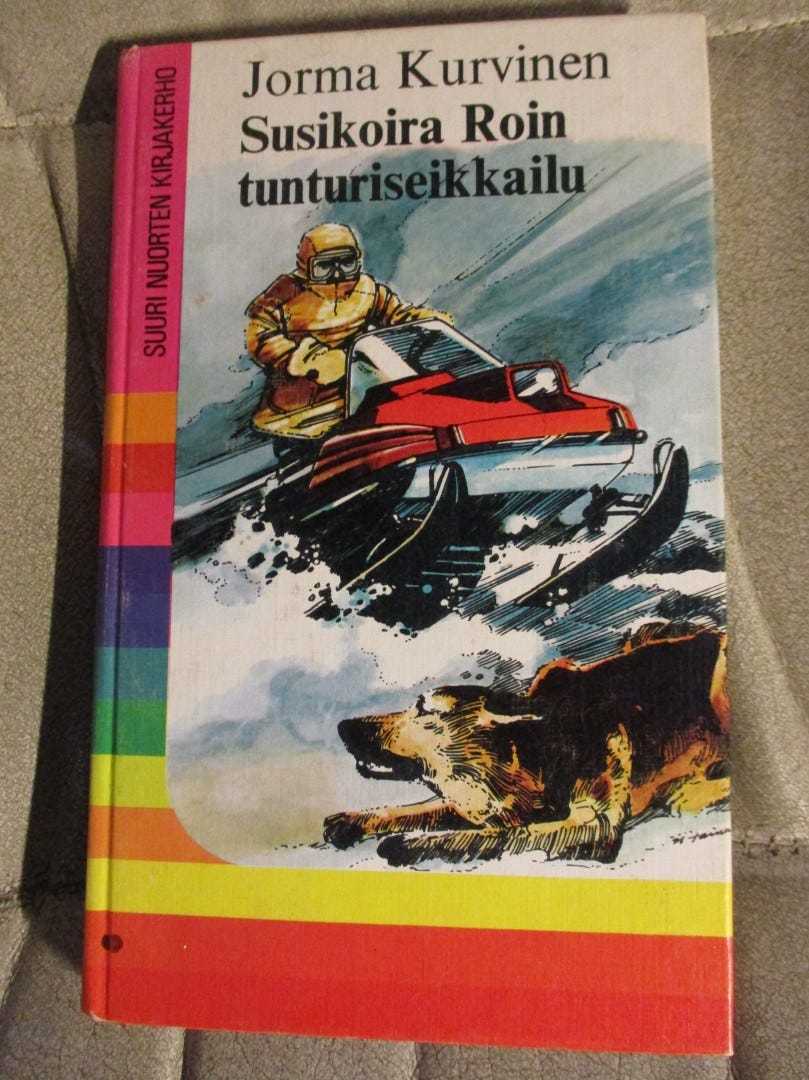 Jorma Kurvinen
Susikoira Roin
tunturiseikkailu
SUURI NUORTEN KIRJAKERHO